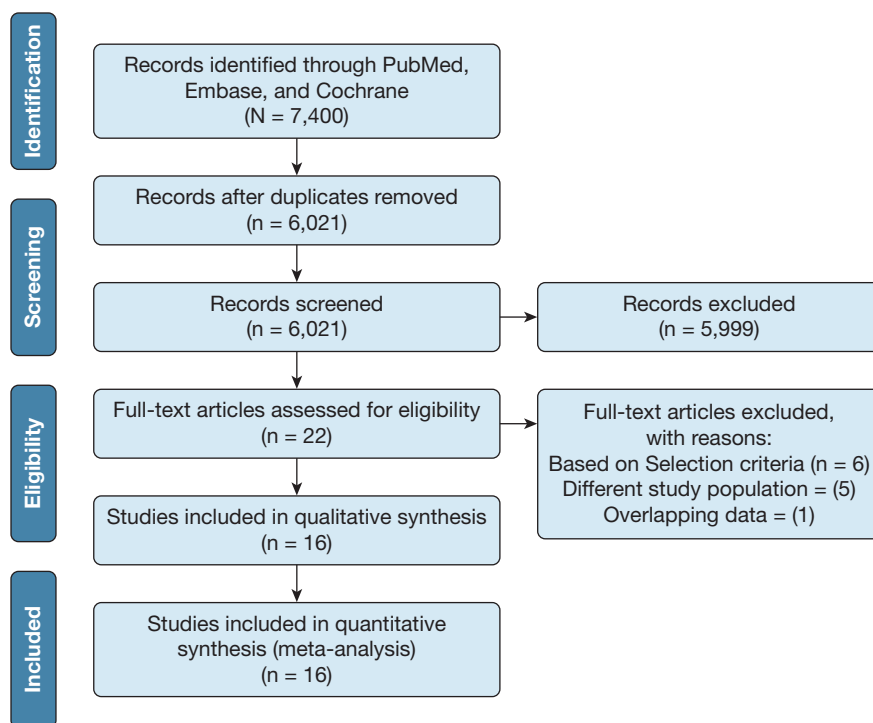 Identification
Records identified through PubMed,
Embase, and Cochrane
(N = 7,400)
Records after duplicates removed
(n = 6,021)
Screening
Records screened
(n = 6,021)
Records excluded
(n = 5,999)
Eligibility
Full-text articles assessed for eligibility
(n = 22)
Full-text articles excluded,
with reasons:
Based on Selection criteria (n = 6)
Different study population = (5)
Overlapping data = (1)
Studies included in qualitative synthesis
(n = 16)
Included
Studies included in quantitative
synthesis (meta-analysis)
(n = 16)